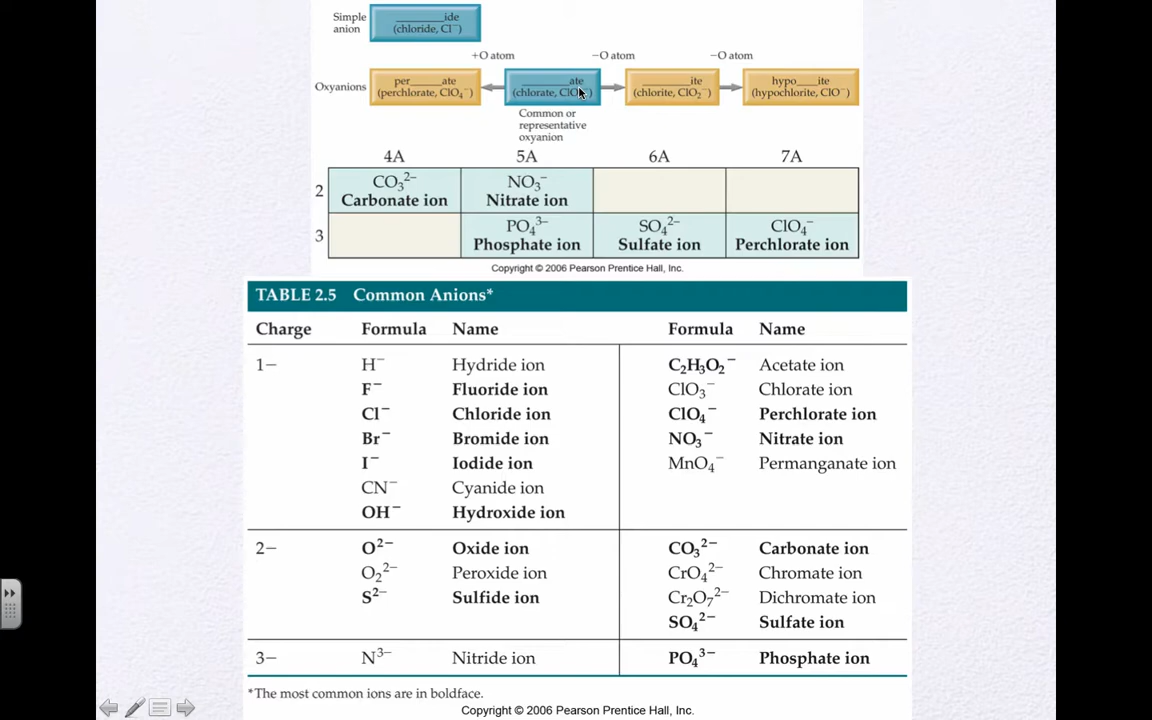 Simple anion
________ide
(chloride, Cl⁻)
+O atom −O atom −O atom
Oxyanions
per_____ate
(perchlorate, ClO₄⁻)
________ate
(chlorate, ClO
________ite
(chlorite, ClO₂⁻)
hypo____ite
(hypochlorite, ClO⁻)
Common or
representative
oxyanion
4A 5A 6A 7A
2
CO₃²⁻ NO₃⁻
Carbonate ion Nitrate ion
3
PO₄³⁻ SO₄²⁻ ClO₄⁻
Phosphate ion Sulfate ion Perchlorate ion
Copyright © 2006 Pearson Prentice Hall, Inc.
TABLE 2.5 Common Anions*
Charge Formula Name Formula Name
1− H⁻ Hydride ion C₂H₃O₂⁻ Acetate ion
F⁻ Fluoride ion ClO₃⁻ Chlorate ion
Cl⁻ Chloride ion ClO₄⁻ Perchlorate ion
Br⁻ Bromide ion NO₃⁻ Nitrate ion
I⁻ Iodide ion MnO₄⁻ Permanganate ion
CN⁻ Cyanide ion
OH⁻ Hydroxide ion
2− O²⁻ Oxide ion CO₃²⁻ Carbonate ion
O₂²⁻ Peroxide ion CrO₄²⁻ Chromate ion
S²⁻ Sulfide ion Cr₂O₇²⁻ Dichromate ion
SO₄²⁻ Sulfate ion
3− N³⁻ Nitride ion PO₄³⁻ Phosphate ion
*The most common ions are in boldface.
Copyright © 2006 Pearson Prentice Hall, Inc.